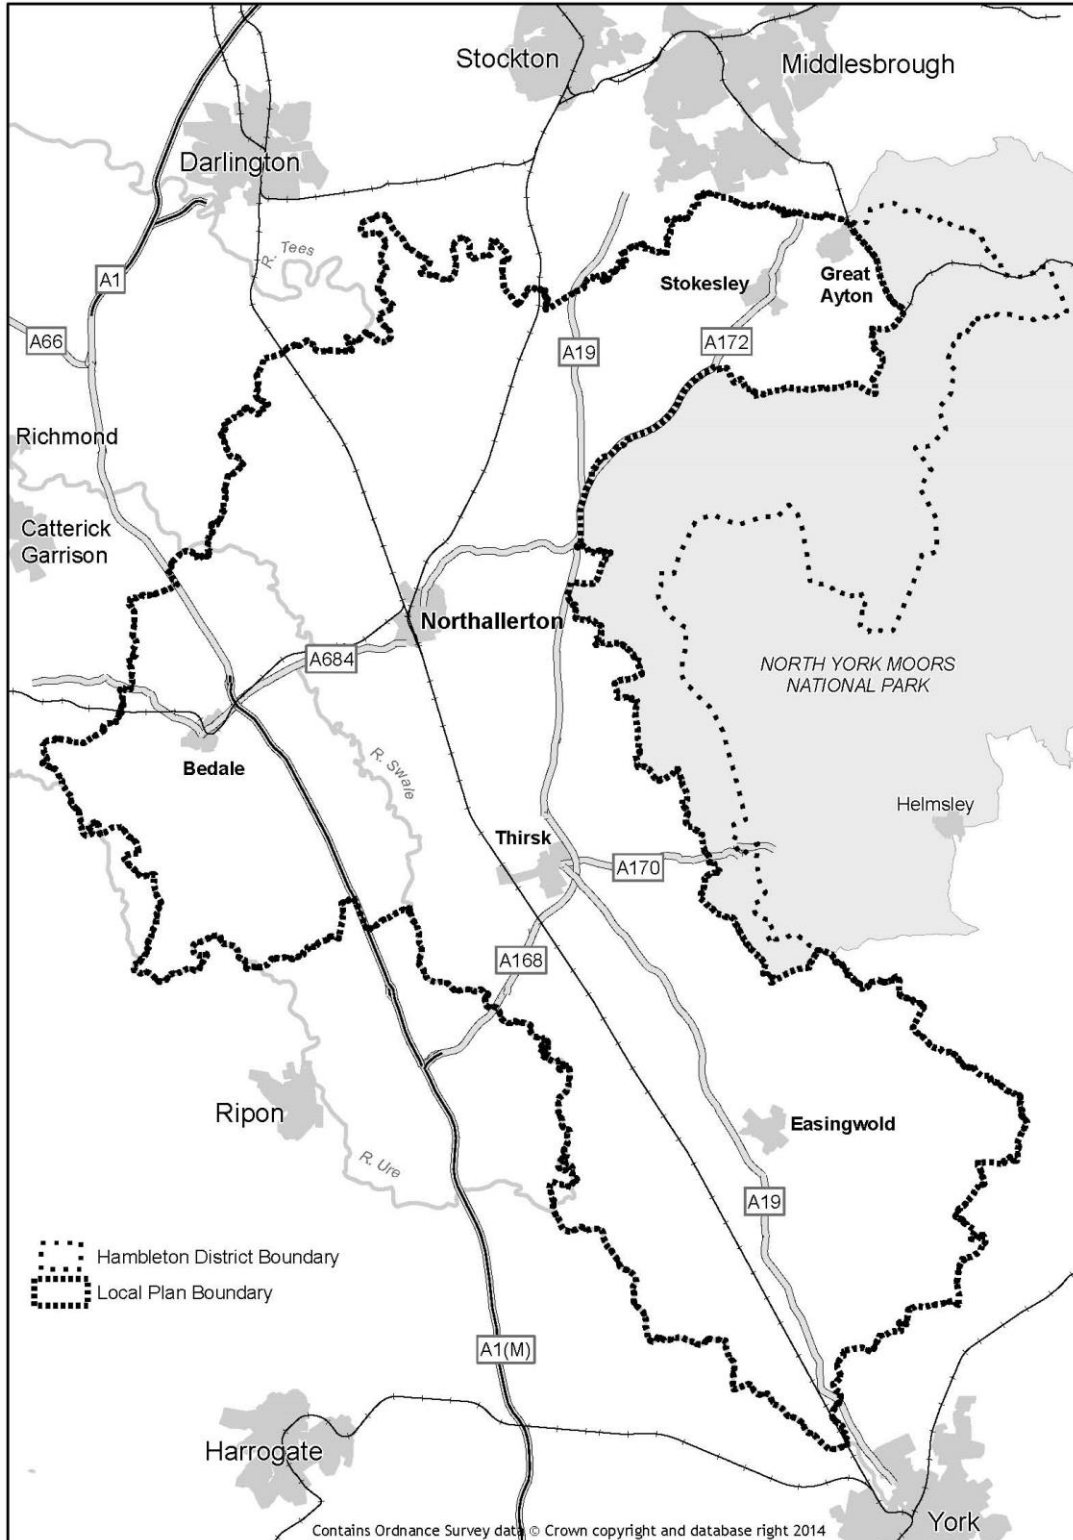 Stockton
Middlesbrough
Darlington
R. Tees
A1
Stokesley
Great
Ayton
A66
A19
A172
Richmond
Catterick
Garrison
Northallerton
A684
NORTH YORK MOORS
NATIONAL PARK
R. Swale
Bedale
Helmsley
Thirsk
A170
A168
Ripon
Easingwold
R. Ure
A19
Hambleton District Boundary
Local Plan Boundary
A1(M)
Harrogate
York
Contains Ordnance Survey data © Crown copyright and database right 2014